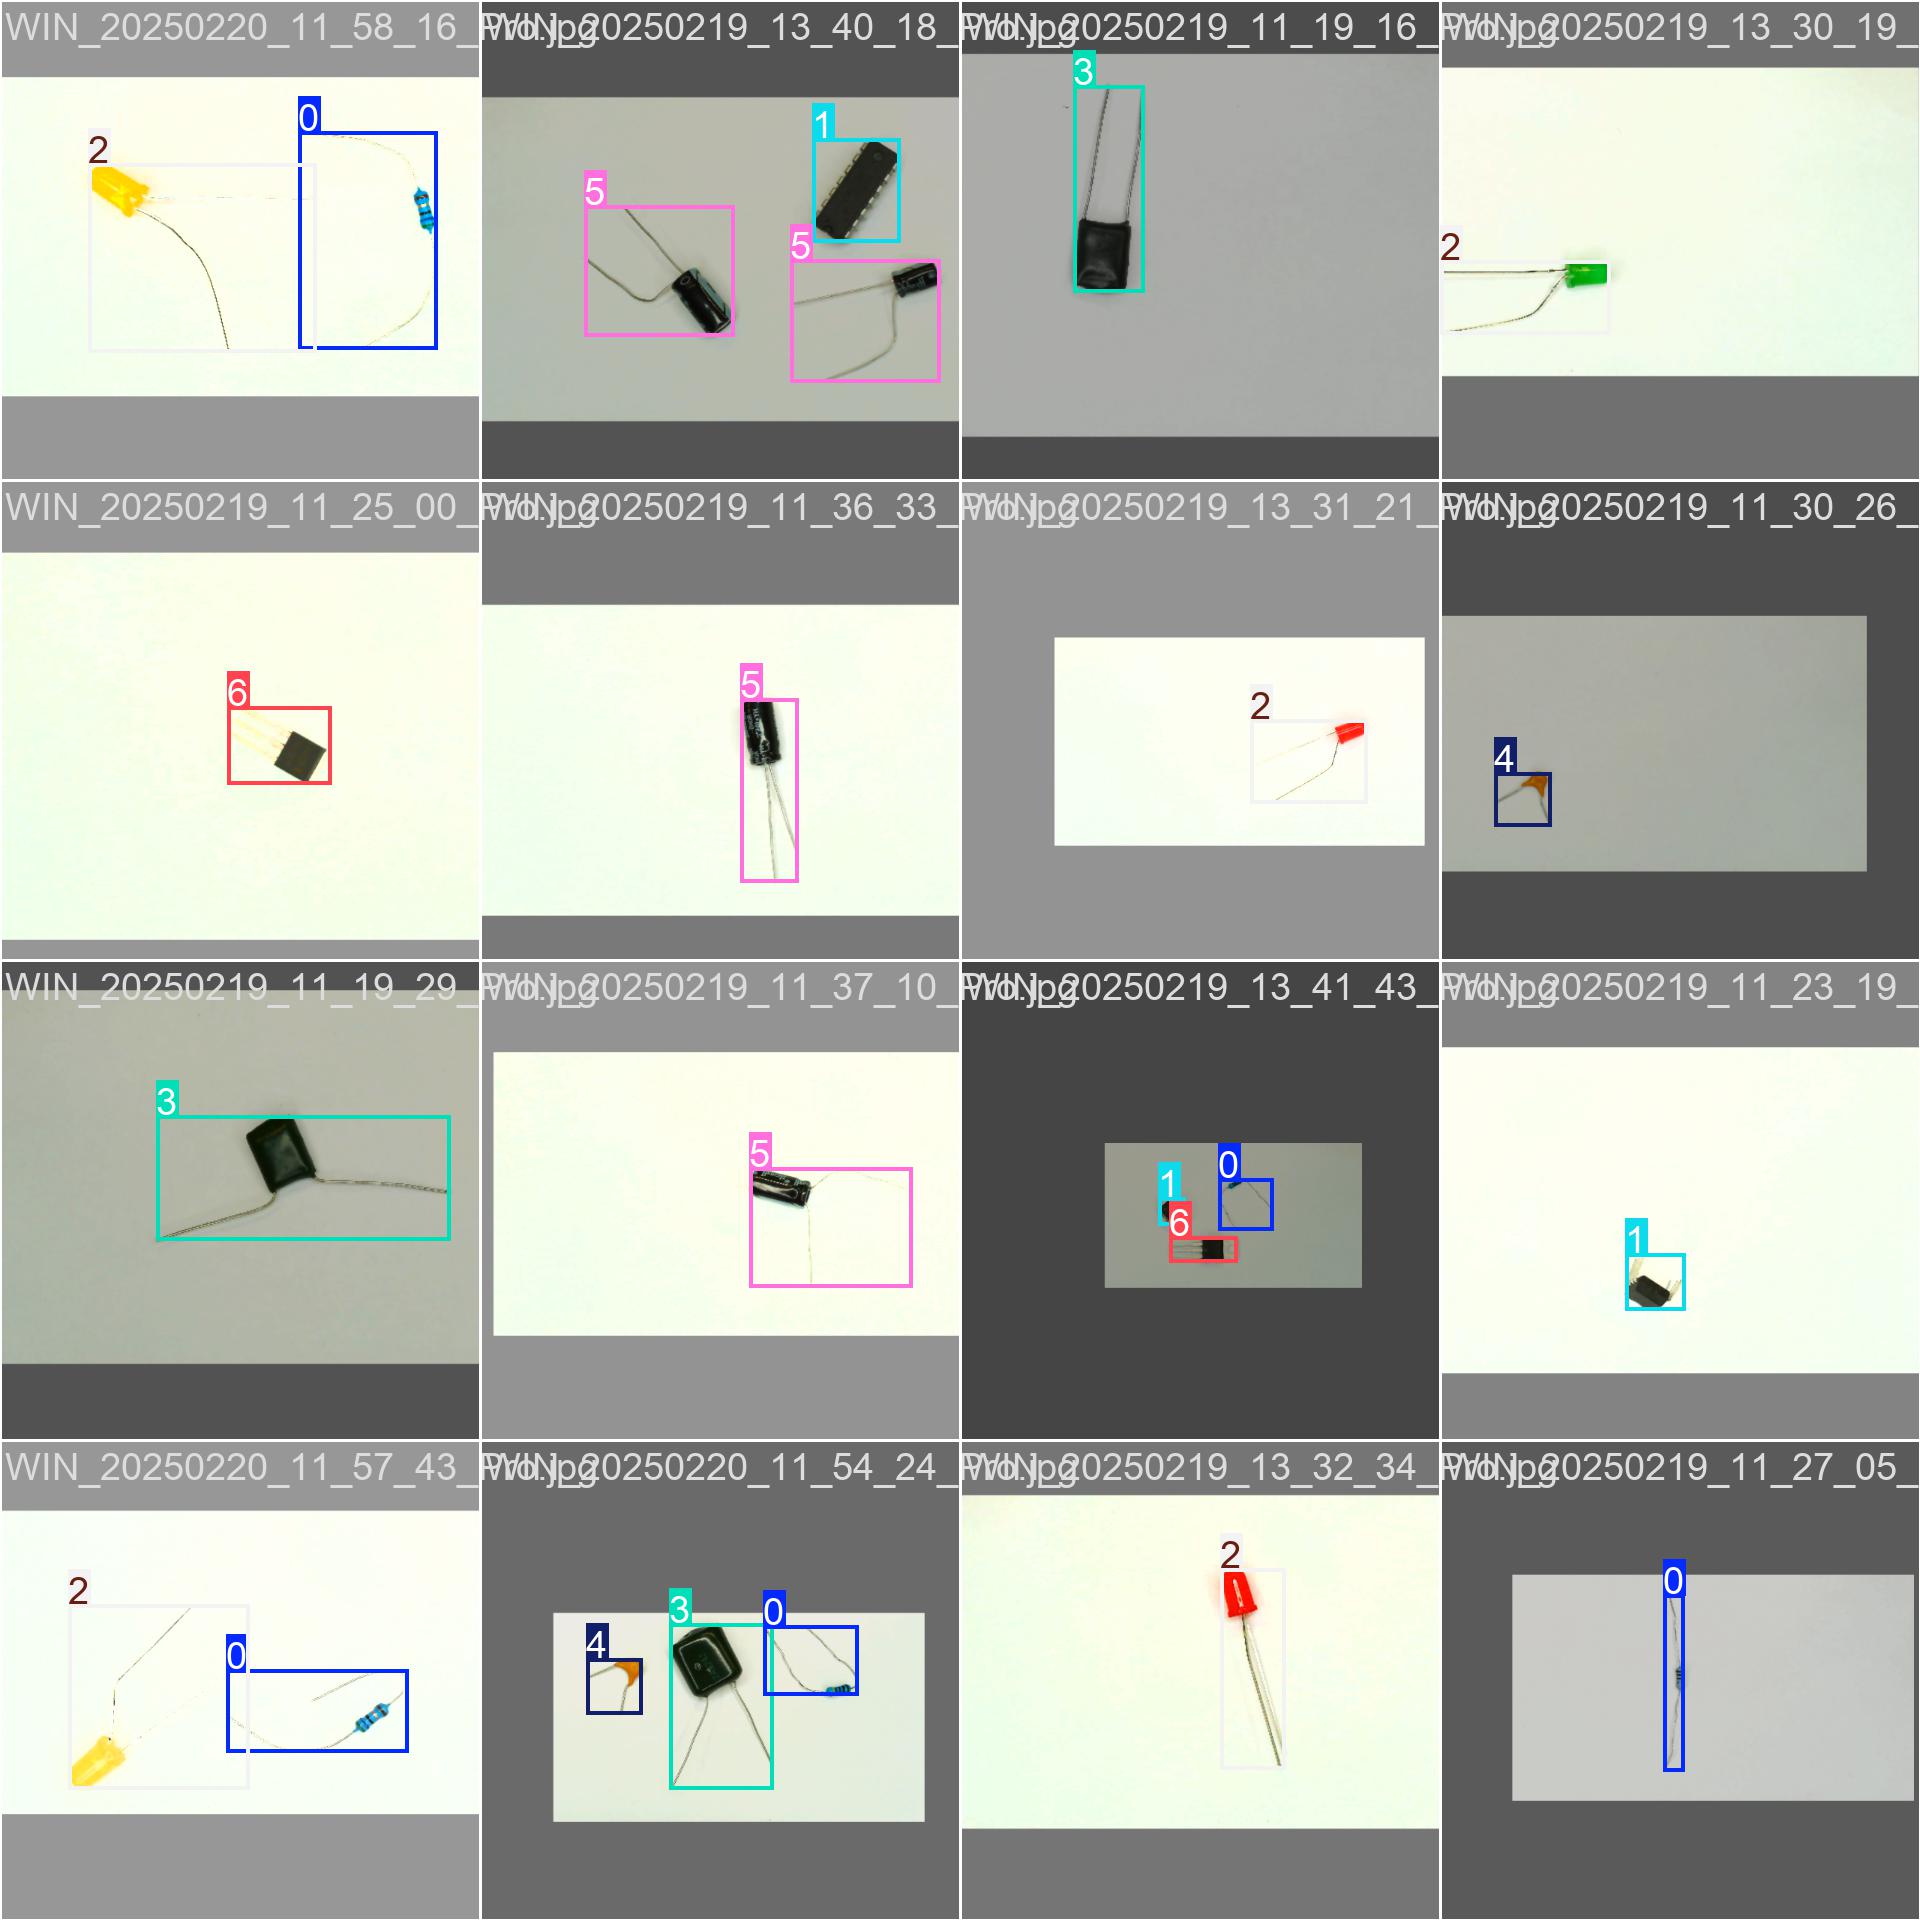 WIN_20250220_11_58_16_Pro.jpg
WIN_20250219_13_40_18_Pro.jpg
WIN_20250219_11_19_16_Pro.jpg
WIN_20250219_13_30_19_
2
0
5
1
5
3
2
WIN_20250219_11_25_00_Pro.jpg
WIN_20250219_11_36_33_Pro.jpg
WIN_20250219_13_31_21_Pro.jpg
WIN_20250219_11_30_26_
6
5
2
4
WIN_20250219_11_19_29_Pro.jpg
WIN_20250219_11_37_10_Pro.jpg
WIN_20250219_13_41_43_Pro.jpg
WIN_20250219_11_23_19_
3
5
1
0
6
1
WIN_20250220_11_57_43_Pro.jpg
WIN_20250220_11_54_24_Pro.jpg
WIN_20250219_13_32_34_Pro.jpg
WIN_20250219_11_27_05_
2
0
4
3
0
2
0